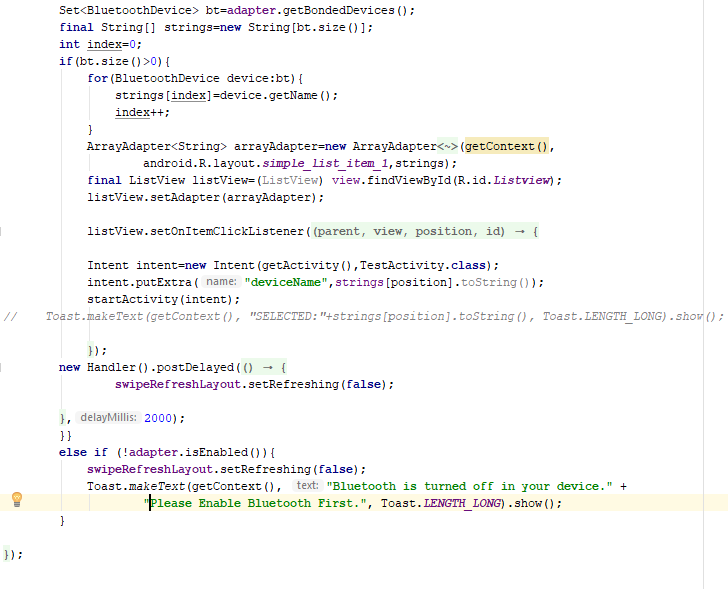 Set<BluetoothDevice> bt=adapter.getBondedDevices();
final String[] strings=new String[bt.size()];
int index=0;
if(bt.size()>0){
for(BluetoothDevice device:bt){
strings[index]=device.getName();
index++;
}
ArrayAdapter<String> arrayAdapter=new ArrayAdapter<~>(getContext(),
android.R.layout.simple_list_item_1,strings);
final ListView listView=(ListView) view.findViewById(R.id.Listview);
listView.setAdapter(arrayAdapter);
listView.setOnItemClickListener((parent, view, position, id) → {
Intent intent=new Intent(getActivity(),TestActivity.class);
intent.putExtra( name: "deviceName",strings[position].toString());
startActivity(intent);
// Toast.makeText(getContext(), "SELECTED:"+strings[position].toString(), Toast.LENGTH_LONG).show();
});
new Handler().postDelayed(() → {
swipeRefreshLayout.setRefreshing(false);
}, delayMillis: 2000);
}}
else if (!adapter.isEnabled()){
swipeRefreshLayout.setRefreshing(false);
Toast.makeText(getContext(), text: "Bluetooth is turned off in your device." +
"Please Enable Bluetooth First.", Toast.LENGTH_LONG).show();
}
});